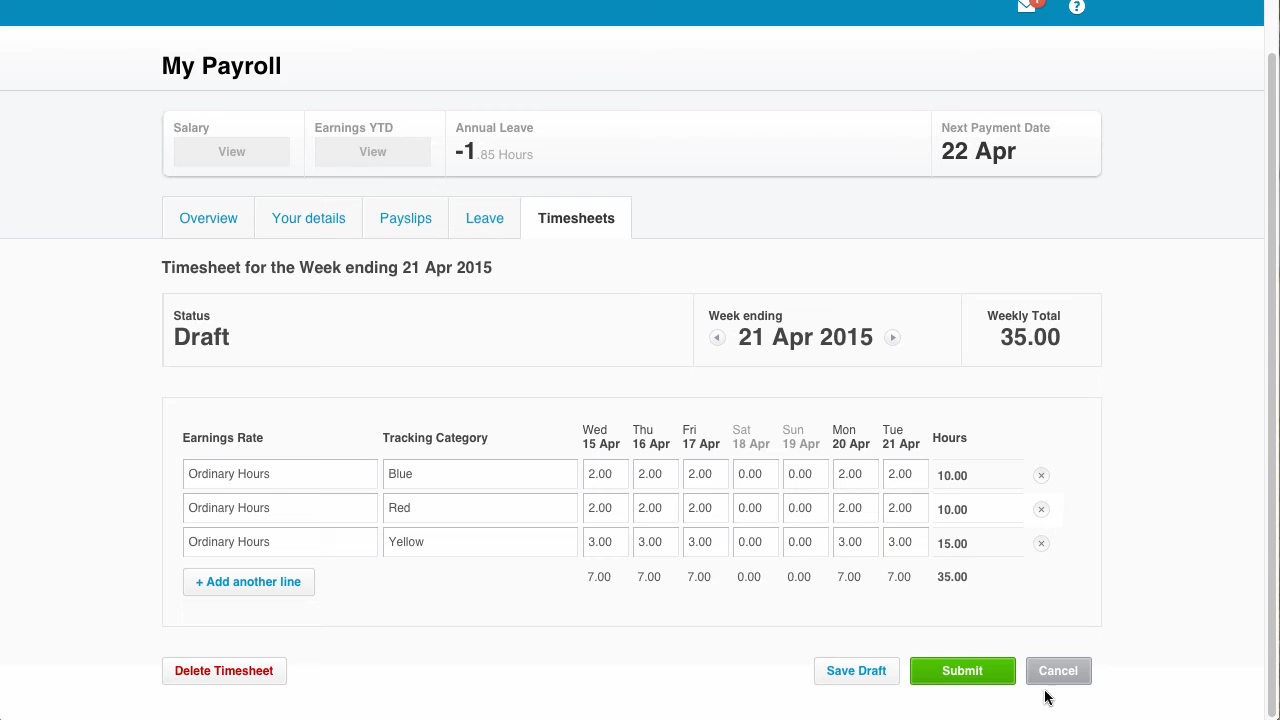 ?
My Payroll
Salary Earnings YTD Annual Leave Next Payment Date
View View -1.85 Hours 22 Apr
Overview Your details Payslips Leave Timesheets
Timesheet for the Week ending 21 Apr 2015
Status Week ending Weekly Total
Draft 21 Apr 2015 35.00
Wed Thu Fri Sat Sun Mon Tue
Earnings Rate Tracking Category 15 Apr 16 Apr 17 Apr 18 Apr 19 Apr 20 Apr 21 Apr Hours
Ordinary Hours Blue 2.00 2.00 2.00 0.00 0.00 2.00 2.00 10.00
Ordinary Hours Red 2.00 2.00 2.00 0.00 0.00 2.00 2.00 10.00
Ordinary Hours Yellow 3.00 3.00 3.00 0.00 0.00 3.00 3.00 15.00
+ Add another line 7.00 7.00 7.00 0.00 0.00 7.00 7.00 35.00
Delete Timesheet Save Draft Submit Cancel